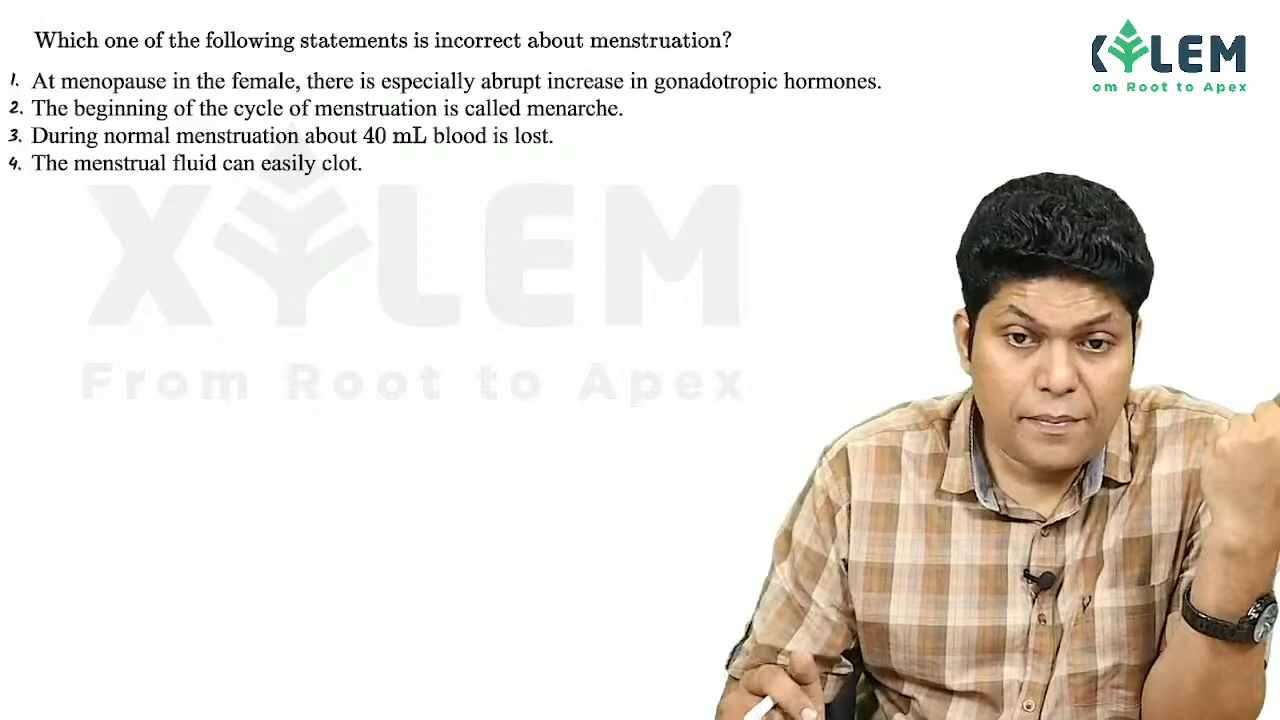 Which one of the following statements is incorrect about menstruation?
XYLEM
om Root to Apex
1. At menopause in the female, there is especially abrupt increase in gonadotropic hormones.
2. The beginning of the cycle of menstruation is called menarche.
3. During normal menstruation about 40 mL blood is lost.
4. The menstrual fluid can easily clot.
XYLEM
From Root to Apex